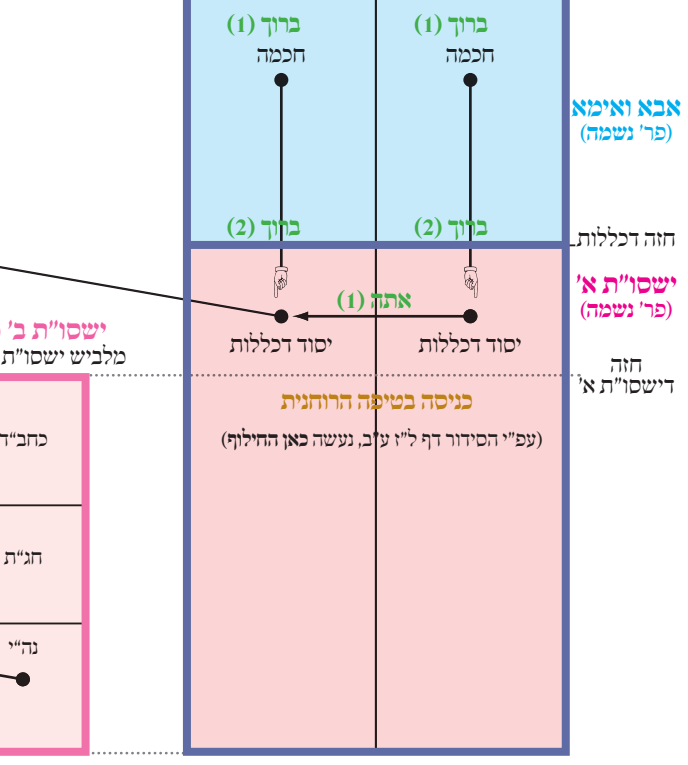 ברוך (1)
ברוך (1)
חכמה
חכמה
אבא ואימא
(פר' נשמה)
ברוך (2)
ברוך (2)
חזה דכללות
ישסו"ת א'
(פר' נשמה)
אתה (1)
יסוד דכללות
יסוד דכללות
ישסו"ת ב'
מלביש ישסו"ת
חזה
דישסו"ת א'
כניסה בטיפה הרוחנית
(עפ"י הסידור דף ל"ז ע"ב, נעשה כאן החילוף)
כחב"ד
חג"ת
נה"י